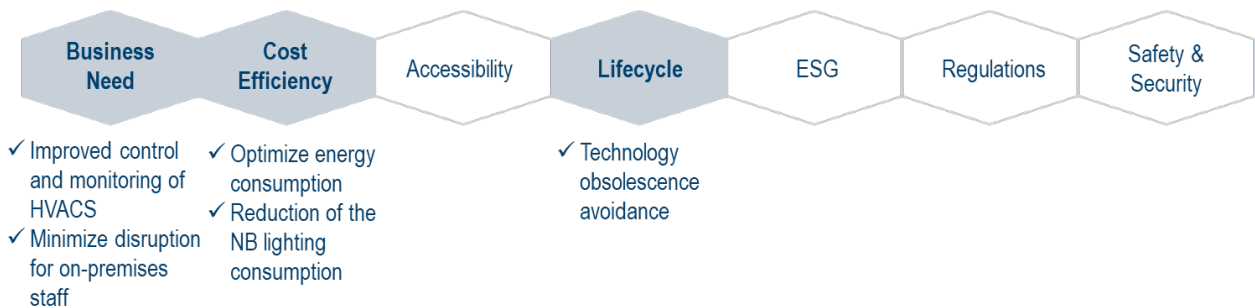 Business
Need
Cost
Efficiency
Accessibility
Lifecycle
ESG
Regulations
Safety &
Security
✓ Improved control
and monitoring of
HVACS
✓ Minimize disruption
for on-premises
staff
✓ Optimize energy
consumption
✓ Reduction of the
NB lighting
consumption
✓ Technology
obsolescence
avoidance